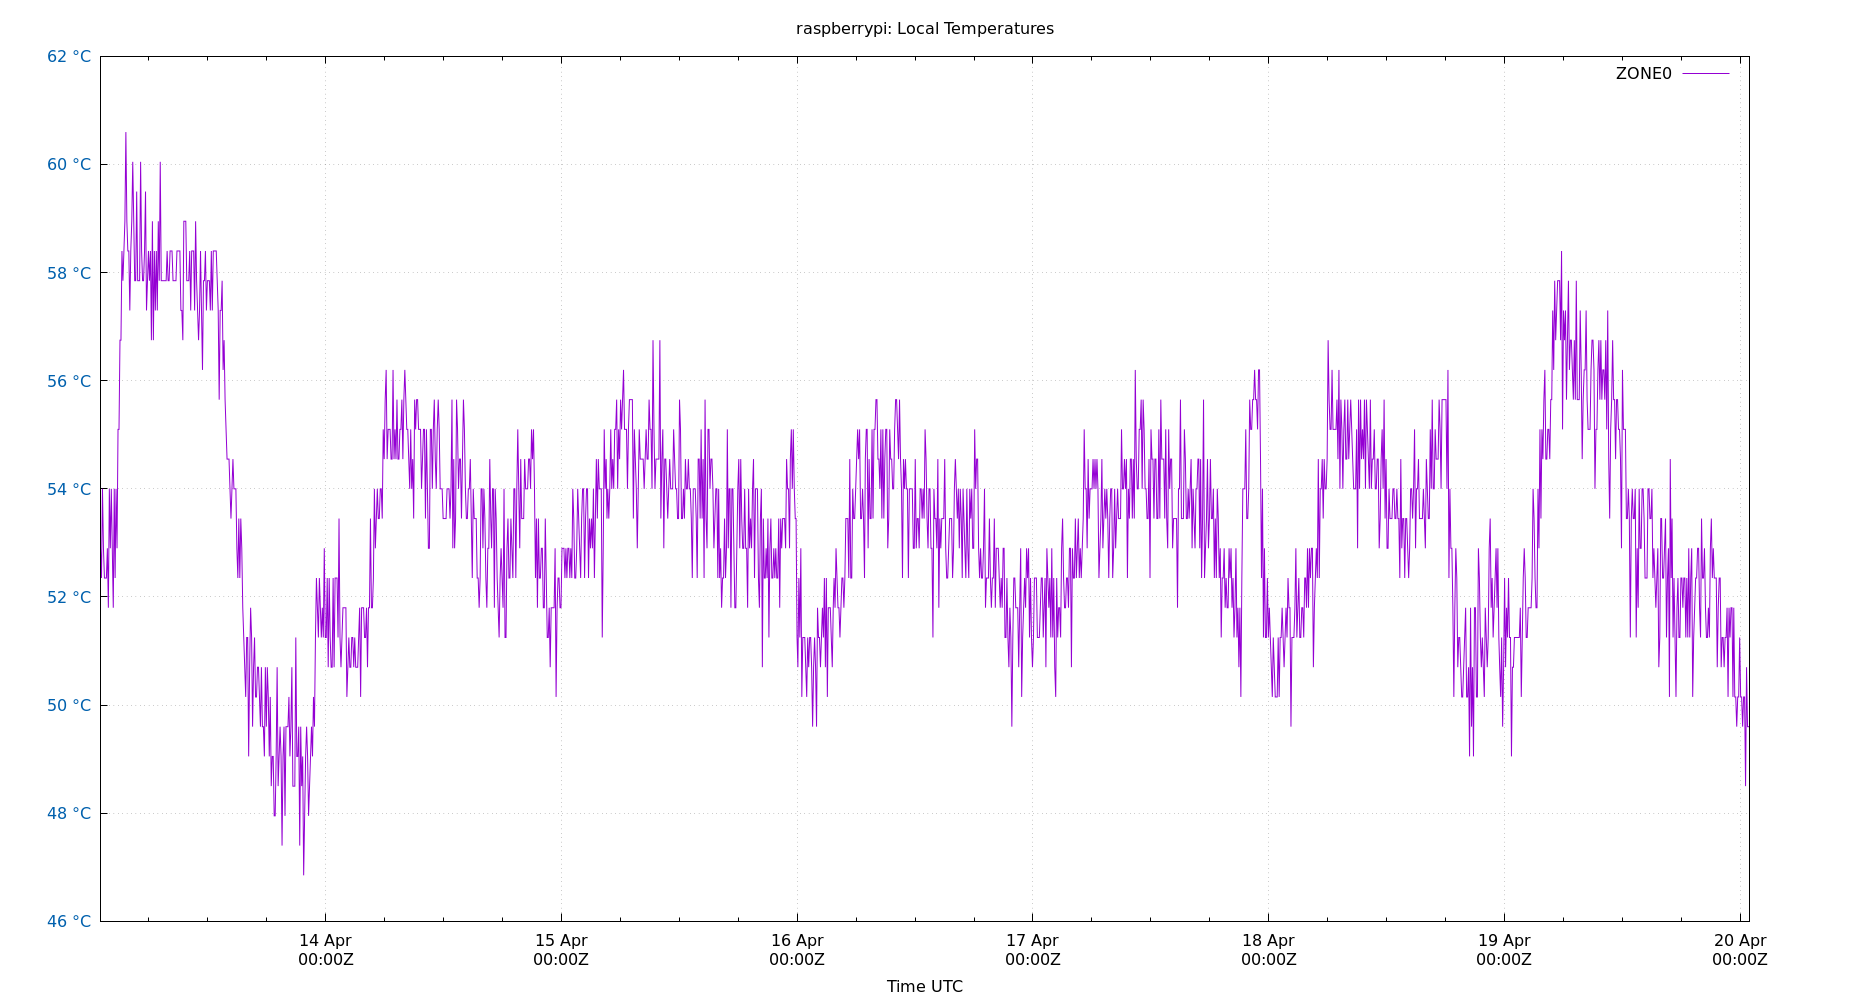 raspberrypi: Local Temperatures
62 °C
ZONE0
60 °C
58 °C
56 °C
54 °C
52 °C
50 °C
48 °C
46 °C
14 Apr
00:00Z
15 Apr
00:00Z
16 Apr
00:00Z
17 Apr
00:00Z
18 Apr
00:00Z
19 Apr
00:00Z
20 Apr
00:00Z
Time UTC